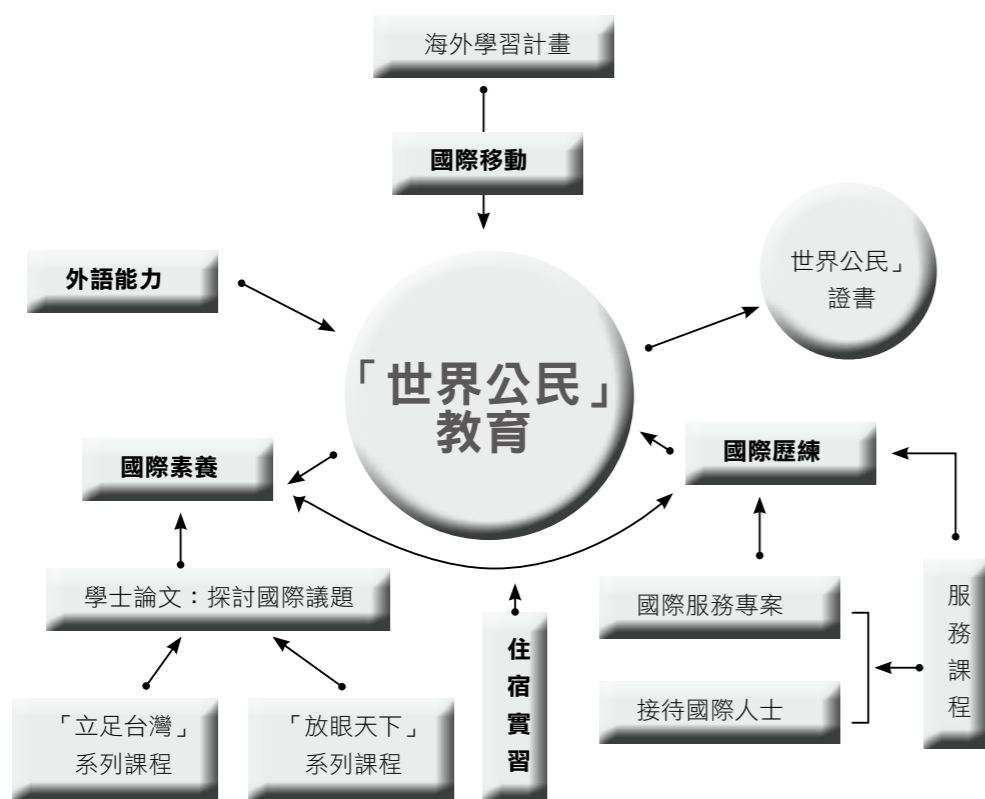 海外學習計畫
國際移動
外語能力
世界公民」
證書
「世界公民」
教育
國際素養
國際歷練
學士論文：探討國際議題
國際服務專案
接待國際人士
服
務
課
程
住
宿
實
習
「立足台灣」
系列課程
「放眼天下」
系列課程